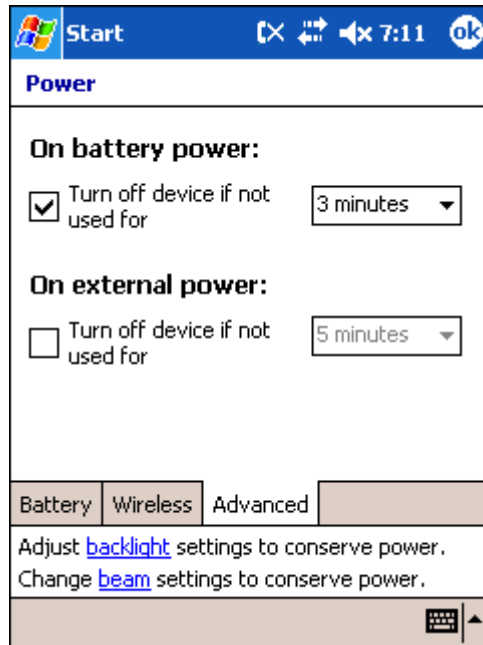 Start 7:11 ok
Power
On battery power:
Turn off device if not
used for
3 minutes
On external power:
Turn off device if not
used for
5 minutes
Battery Wireless Advanced
Adjust backlight settings to conserve power.
Change beam settings to conserve power.